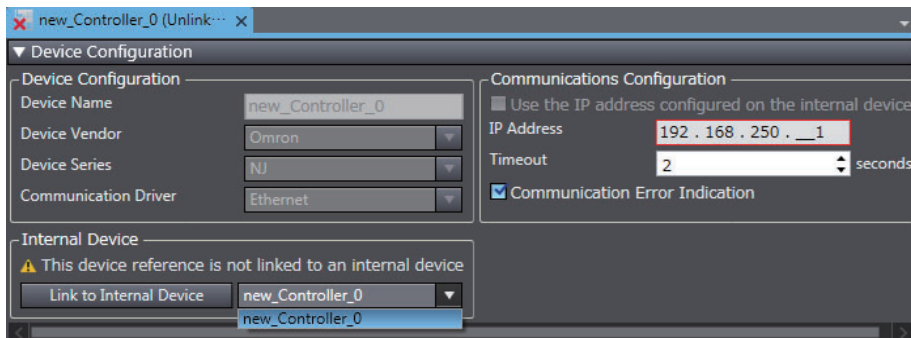 new_Controller_0 (Unlink···
Device Configuration
Device Configuration
Device Name new_Controller_0
Device Vendor Omron
Device Series NJ
Communication Driver Ethernet
Communications Configuration
Use the IP address configured on the internal device
IP Address 192 . 168 . 250 . __1
Timeout 2 seconds
Communication Error Indication
Internal Device
This device reference is not linked to an internal device
Link to Internal Device new_Controller_0
new_Controller_0